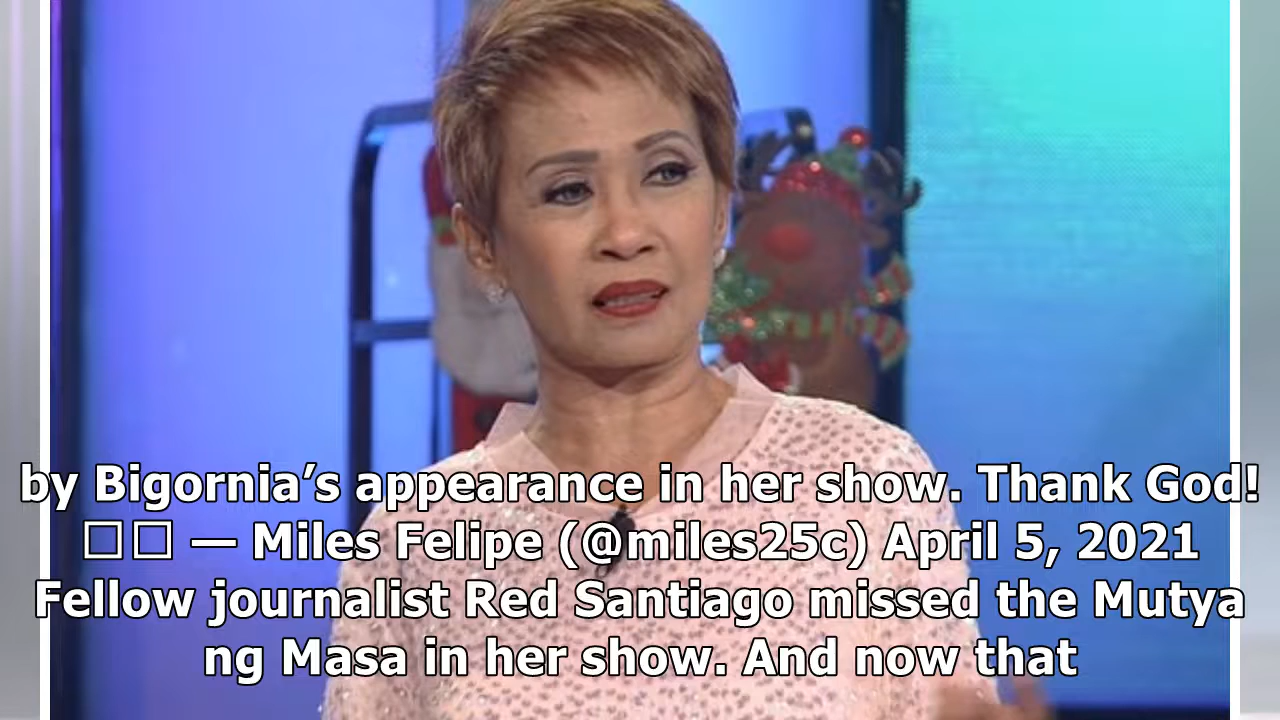 by Bigornia’s appearance in her show. Thank God!
□□ — Miles Felipe (@miles25c) April 5, 2021
Fellow journalist Red Santiago missed the Mutya
ng Masa in her show. And now that